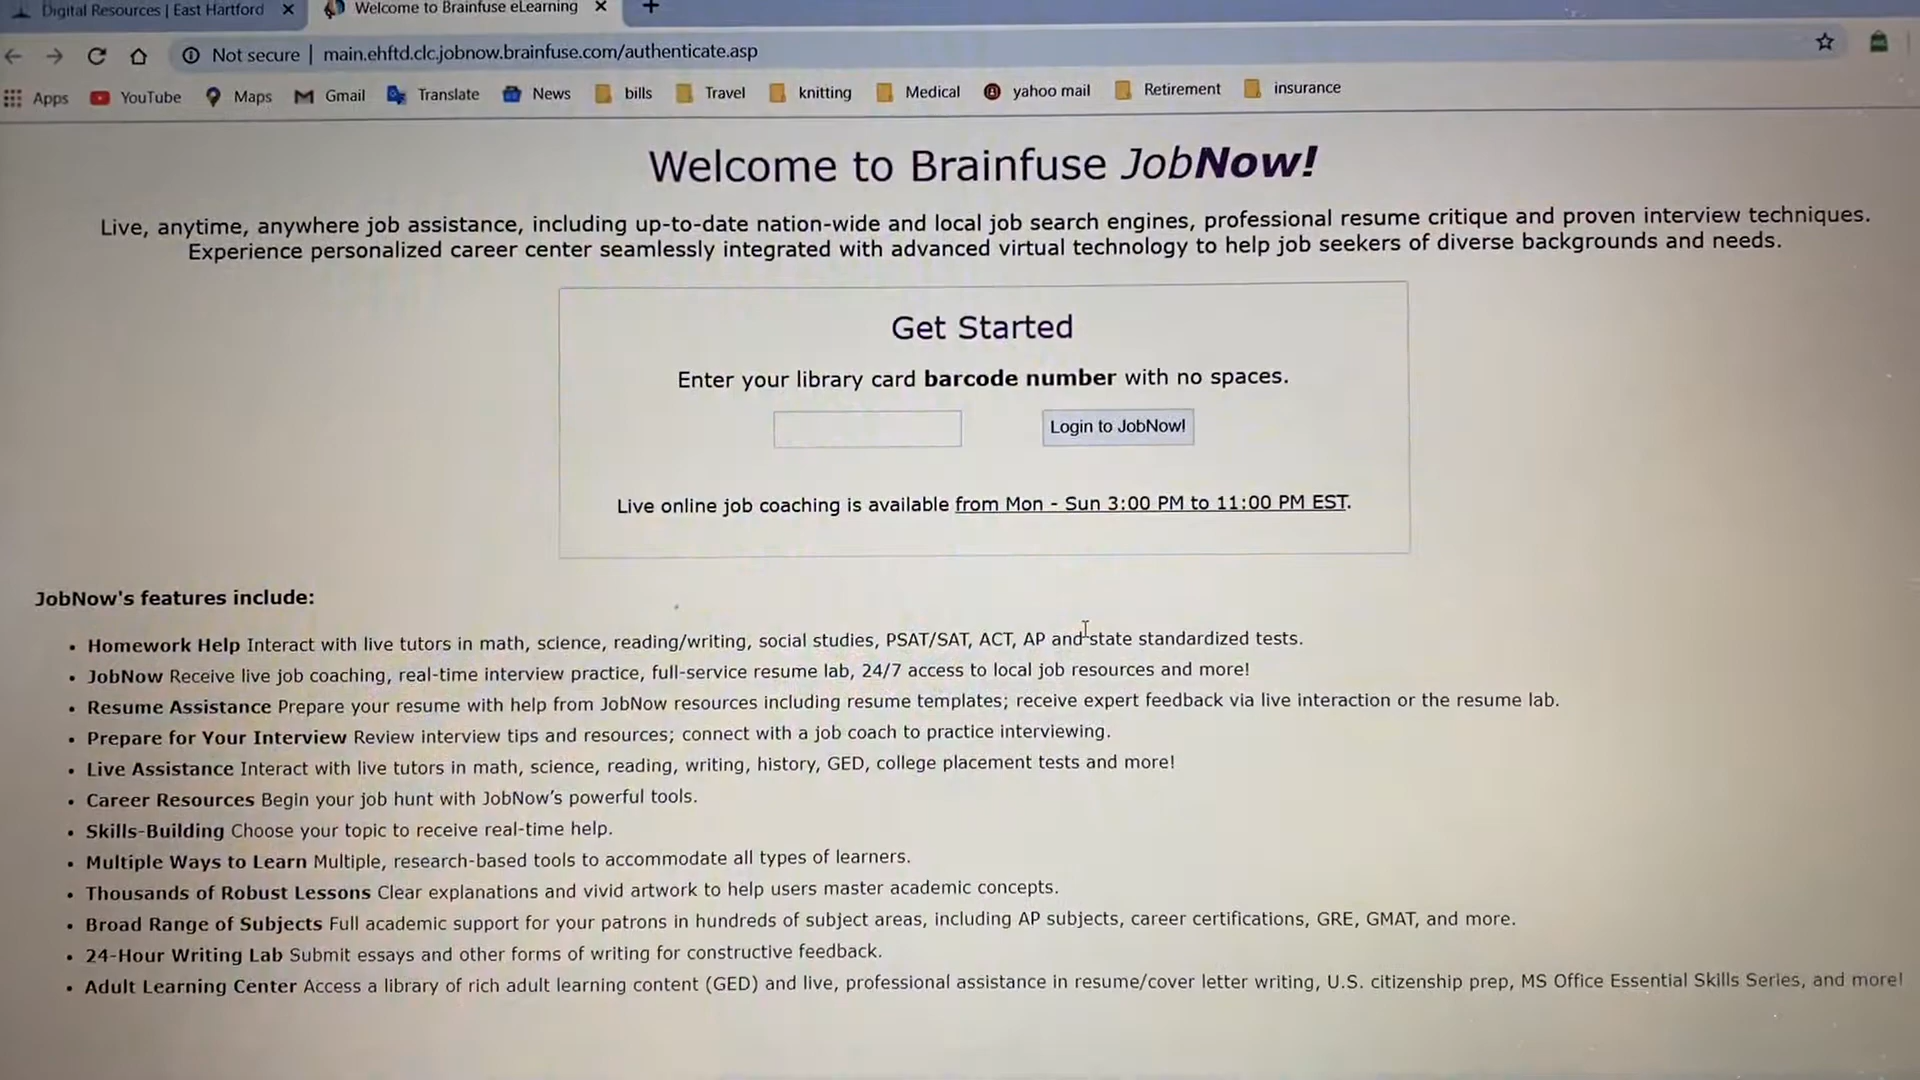 Digital Resources | East Hartford
Welcome to Brainfuse eLearning
Not secure | main.ehftd.clc.jobnow.brainfuse.com/authenticate.asp
Apps YouTube Maps Gmail Translate News bills Travel knitting Medical yahoo mail Retirement insurance
Welcome to Brainfuse JobNow!
Live, anytime, anywhere job assistance, including up-to-date nation-wide and local job search engines, professional resume critique and proven interview techniques.
Experience personalized career center seamlessly integrated with advanced virtual technology to help job seekers of diverse backgrounds and needs.
Get Started
Enter your library card barcode number with no spaces.
Login to JobNow!
Live online job coaching is available from Mon - Sun 3:00 PM to 11:00 PM EST.
JobNow's features include:
• Homework Help Interact with live tutors in math, science, reading/writing, social studies, PSAT/SAT, ACT, AP and state standardized tests.
• JobNow Receive live job coaching, real-time interview practice, full-service resume lab, 24/7 access to local job resources and more!
• Resume Assistance Prepare your resume with help from JobNow resources including resume templates; receive expert feedback via live interaction or the resume lab.
• Prepare for Your Interview Review interview tips and resources; connect with a job coach to practice interviewing.
• Live Assistance Interact with live tutors in math, science, reading, writing, history, GED, college placement tests and more!
• Career Resources Begin your job hunt with JobNow’s powerful tools.
• Skills-Building Choose your topic to receive real-time help.
• Multiple Ways to Learn Multiple, research-based tools to accommodate all types of learners.
• Thousands of Robust Lessons Clear explanations and vivid artwork to help users master academic concepts.
• Broad Range of Subjects Full academic support for your patrons in hundreds of subject areas, including AP subjects, career certifications, GRE, GMAT, and more.
• 24-Hour Writing Lab Submit essays and other forms of writing for constructive feedback.
• Adult Learning Center Access a library of rich adult learning content (GED) and live, professional assistance in resume/cover letter writing, U.S. citizenship prep, MS Office Essential Skills Series, and more!